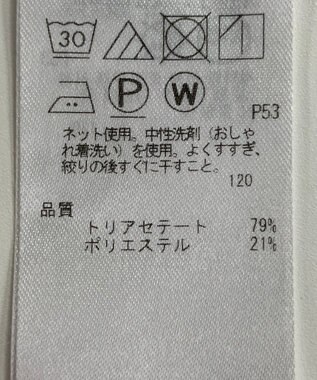 30
P W
P53
ネット使用。中性洗剤（おしゃ
れ着洗い）を使用。よくすすぎ、
絞りの後すぐに干すこと。
120
品質
トリアセテート 79%
ポリエステル 21%